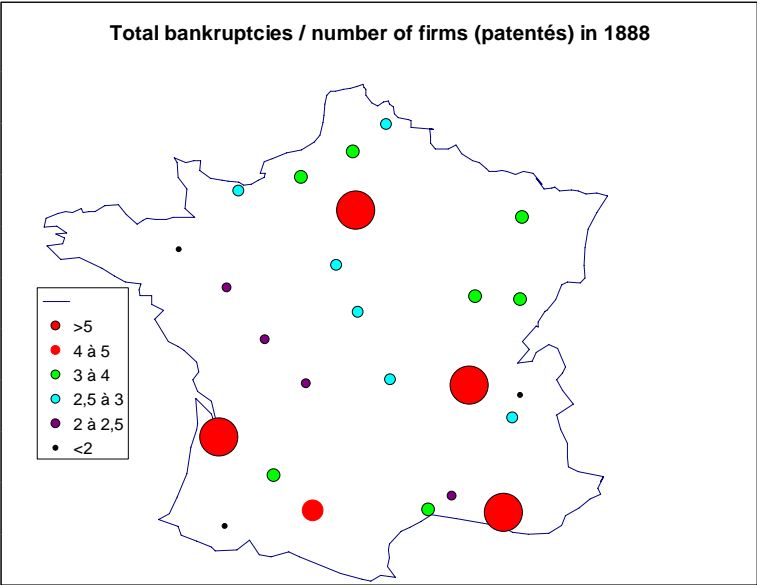 Total bankruptcies / number of firms (patentés) in 1888
>5
4 à 5
3 à 4
2,5 à 3
2 à 2,5
<2